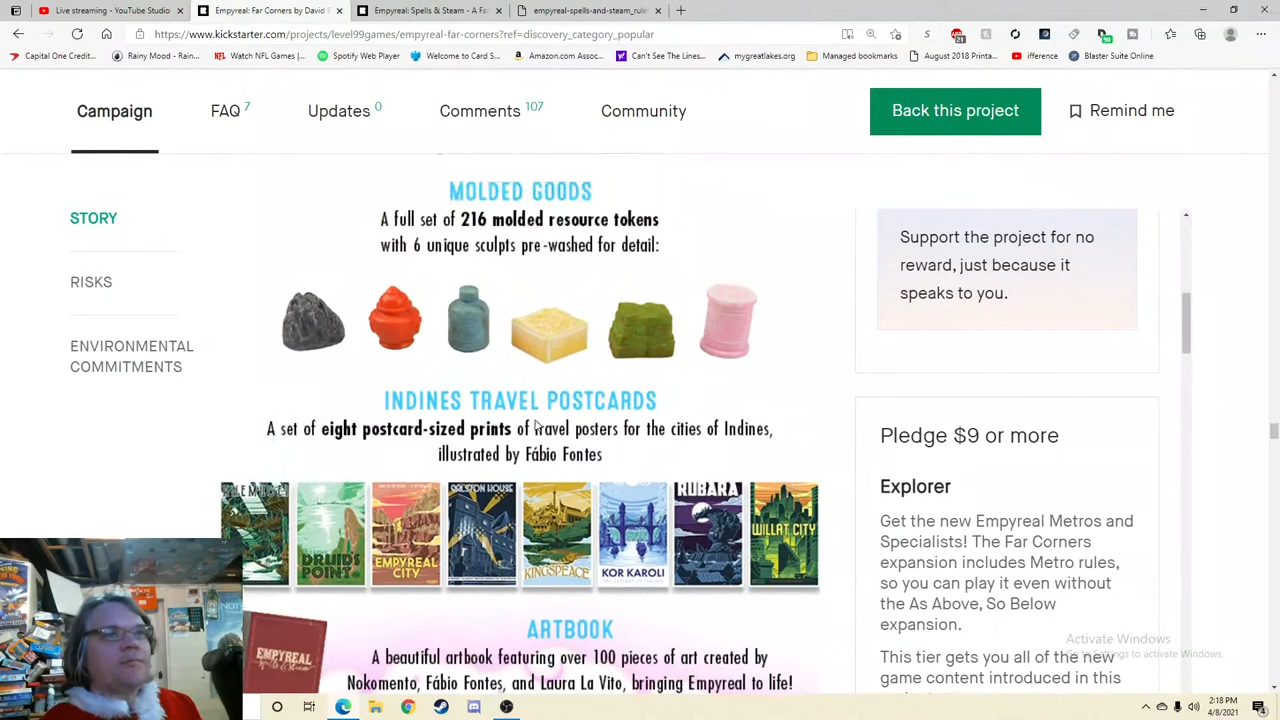 Live streaming - YouTube Studio
Empyreal: Far Corners by David B
Empyreal: Spells & Steam - A Fa
empyreal-spells-and-steam_rules
https://www.kickstarter.com/projects/level99games/empyreal-far-corners?ref=discovery_category_popular
Capital One Credit...
Rainy Mood - Rain...
Watch NFL Games |...
Spotify Web Player
Welcome to Card S...
Amazon.com Assoc...
Can't See The Lines...
mygreatlakes.org
Managed bookmarks
August 2018 Printa...
ifference
Blaster Suite Online
Campaign
FAQ 7
Updates 0
Comments 107
Community
Back this project
Remind me
STORY
RISKS
ENVIRONMENTAL
COMMITMENTS
MOLDED GOODS
A full set of 216 molded resource tokens
with 6 unique sculpts pre-washed for detail:
INDINES TRAVEL POSTCARDS
A set of eight postcard-sized prints of travel posters for the cities of Indines,
illustrated by Fábio Fontes
DRUIDS
POINT
EMPYREAL
CITY
RELSTON HOUSE
KINGSPEACE
KOR KAROLI
RUBARA
WILLAT CITY
ARTBOOK
EMPYREAL
A beautiful artbook featuring over 100 pieces of art created by
Nokomento, Fábio Fontes, and Laura La Vito, bringing Empyreal to life!
Support the project for no
reward, just because it
speaks to you.
Pledge $9 or more
Explorer
Get the new Empyreal Metros and
Specialists! The Far Corners
expansion includes Metro rules,
so you can play it even without
the As Above, So Below
expansion.
This tier gets you all of the new
game content introduced in this
Activate Windows
Go to Settings to activate Windows.
2:18 PM
4/8/2021